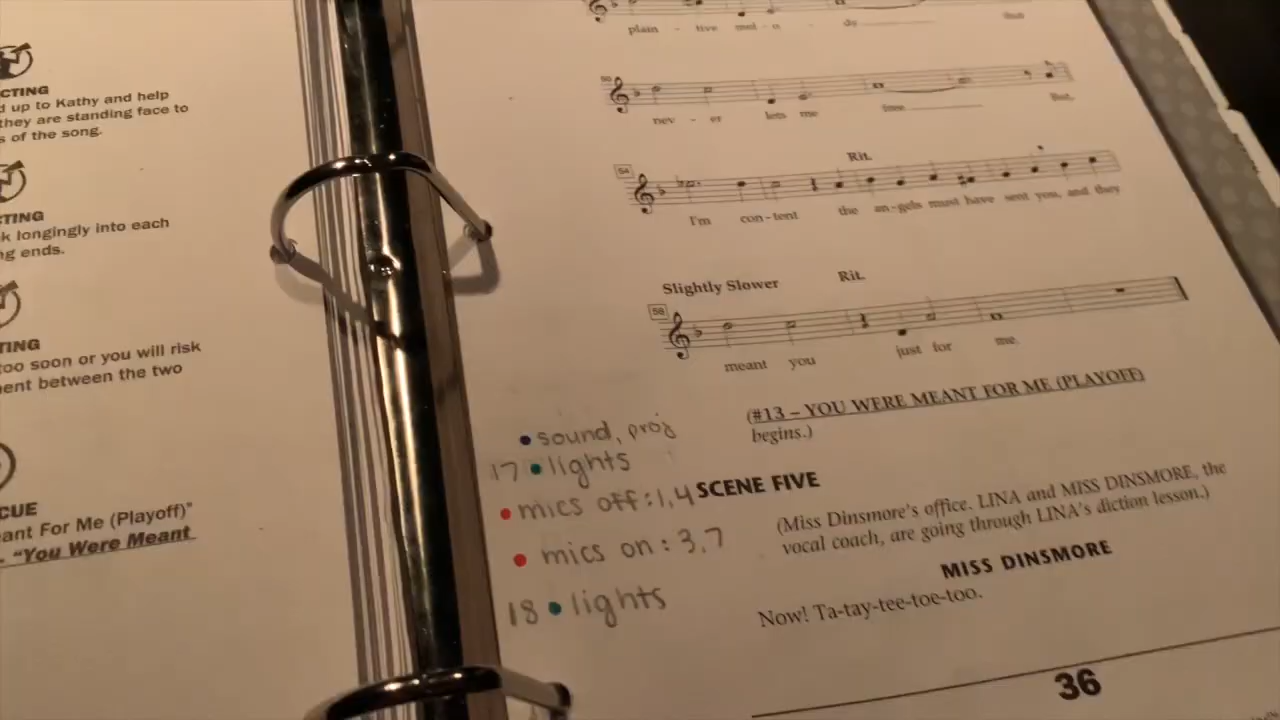 CTING
d up to Kathy and help
they are standing face to
s of the song.
TING
k longingly into each
ng ends.
TING
too soon or you will risk
ent between the two
CUE
ant For Me (Playoff)"
- "You Were Meant
plain - tive mel - o - dy
that
50
nev - er lets me free
But,
54
Rit.
I'm con-tent the an-gels must have sent you, and they
Slightly Slower Rit.
58
meant you just for me.
(#13 – YOU WERE MEANT FOR ME (PLAYOFF)
begins.)
• sound, proj
17 • lights
• mics off: 1, 4
SCENE FIVE
(Miss Dinsmore's office. LINA and MISS DINSMORE, the
vocal coach, are going through LINA's diction lesson.)
• mics on: 3, 7
MISS DINSMORE
18 • lights
Now! Ta-tay-tee-toe-too.
36